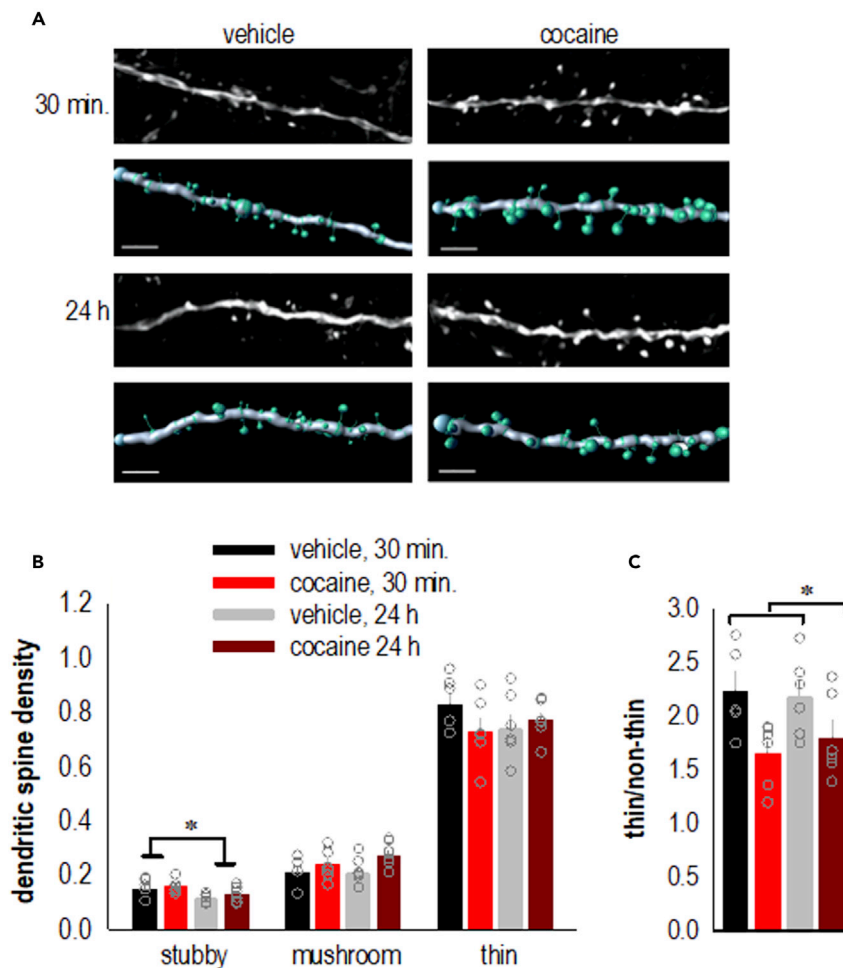 A
vehicle cocaine
30 min.
24 h
B
vehicle, 30 min.
cocaine, 30 min.
vehicle, 24 h
cocaine 24 h
dendritic spine density
1.2
1.0
0.8
0.6
0.4
0.2
0.0
*
stubby mushroom thin
C
thin/non-thin
3.0
2.5
2.0
1.5
1.0
0.5
0.0
*